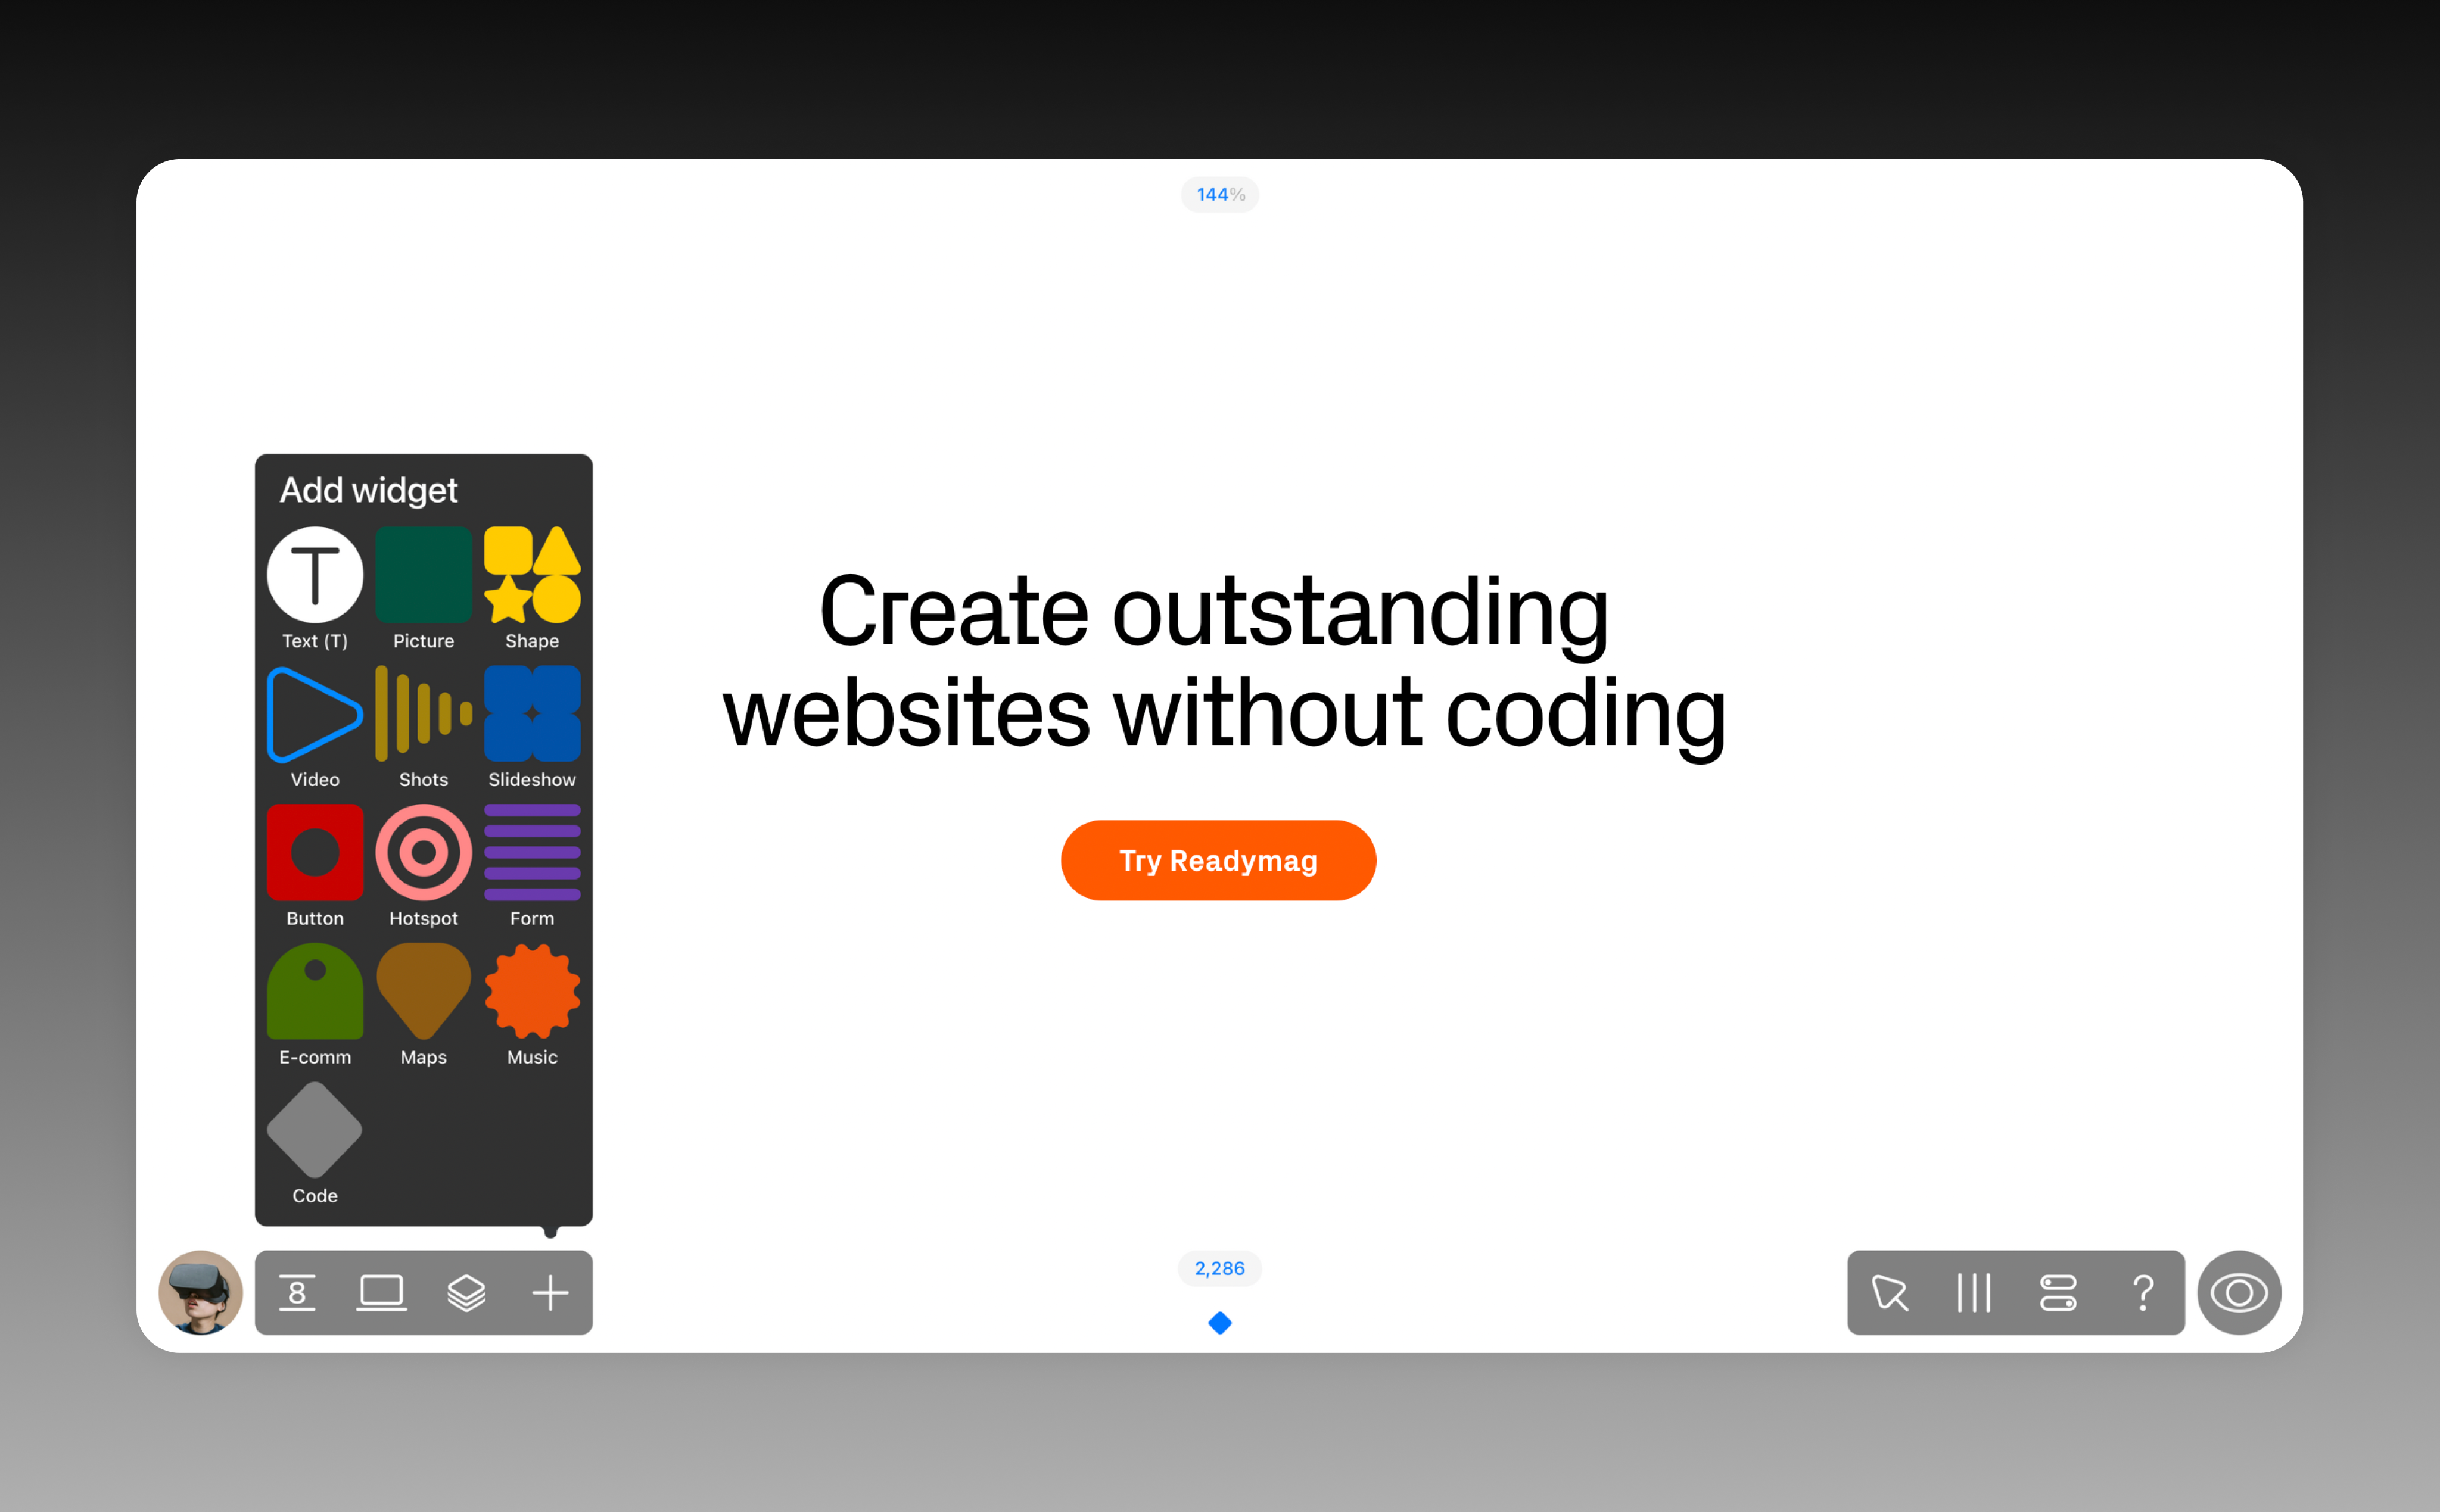 144%
Add widget
T
Text (T)
Picture
Shape
Video
Shots
Slideshow
Button
Hotspot
Form
E-comm
Maps
Music
Code
Create outstanding
websites without coding
Try Readymag
8
2,286
?